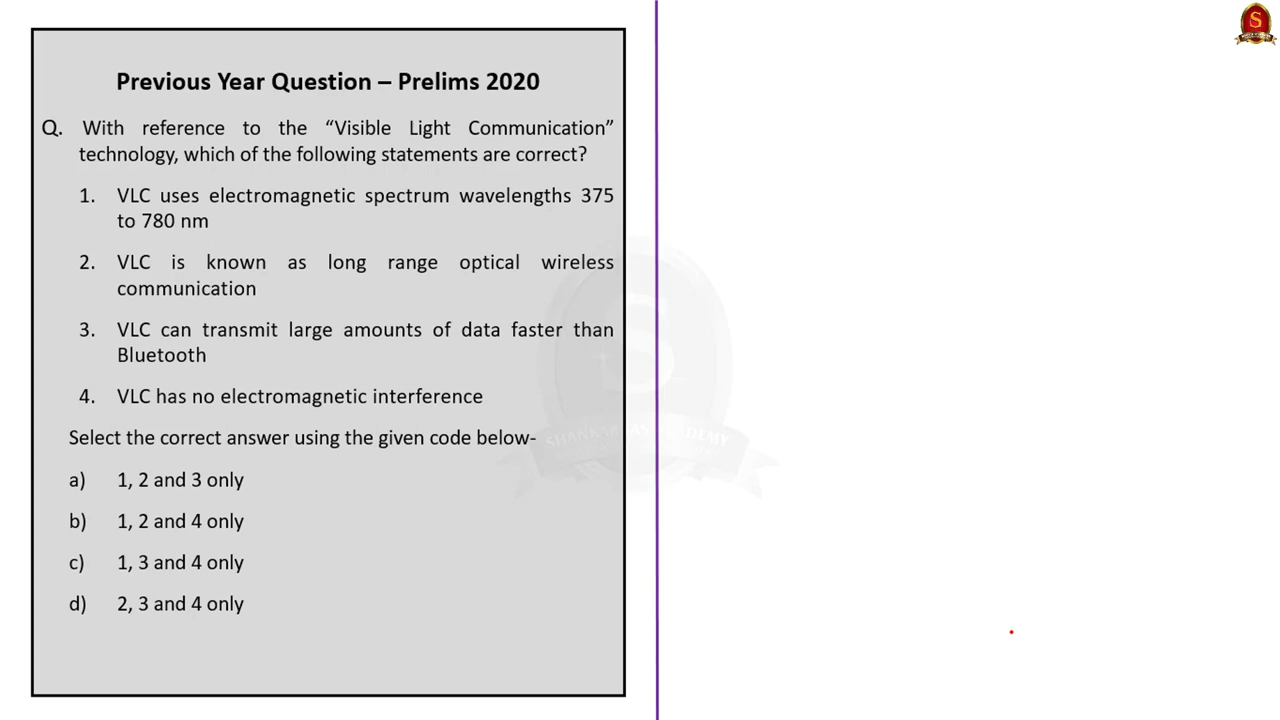 Previous Year Question – Prelims 2020
Q. With reference to the “Visible Light Communication”
technology, which of the following statements are correct?
1. VLC uses electromagnetic spectrum wavelengths 375
to 780 nm
2. VLC is known as long range optical wireless
communication
3. VLC can transmit large amounts of data faster than
Bluetooth
4. VLC has no electromagnetic interference
Select the correct answer using the given code below-
a) 1, 2 and 3 only
b) 1, 2 and 4 only
c) 1, 3 and 4 only
d) 2, 3 and 4 only
S